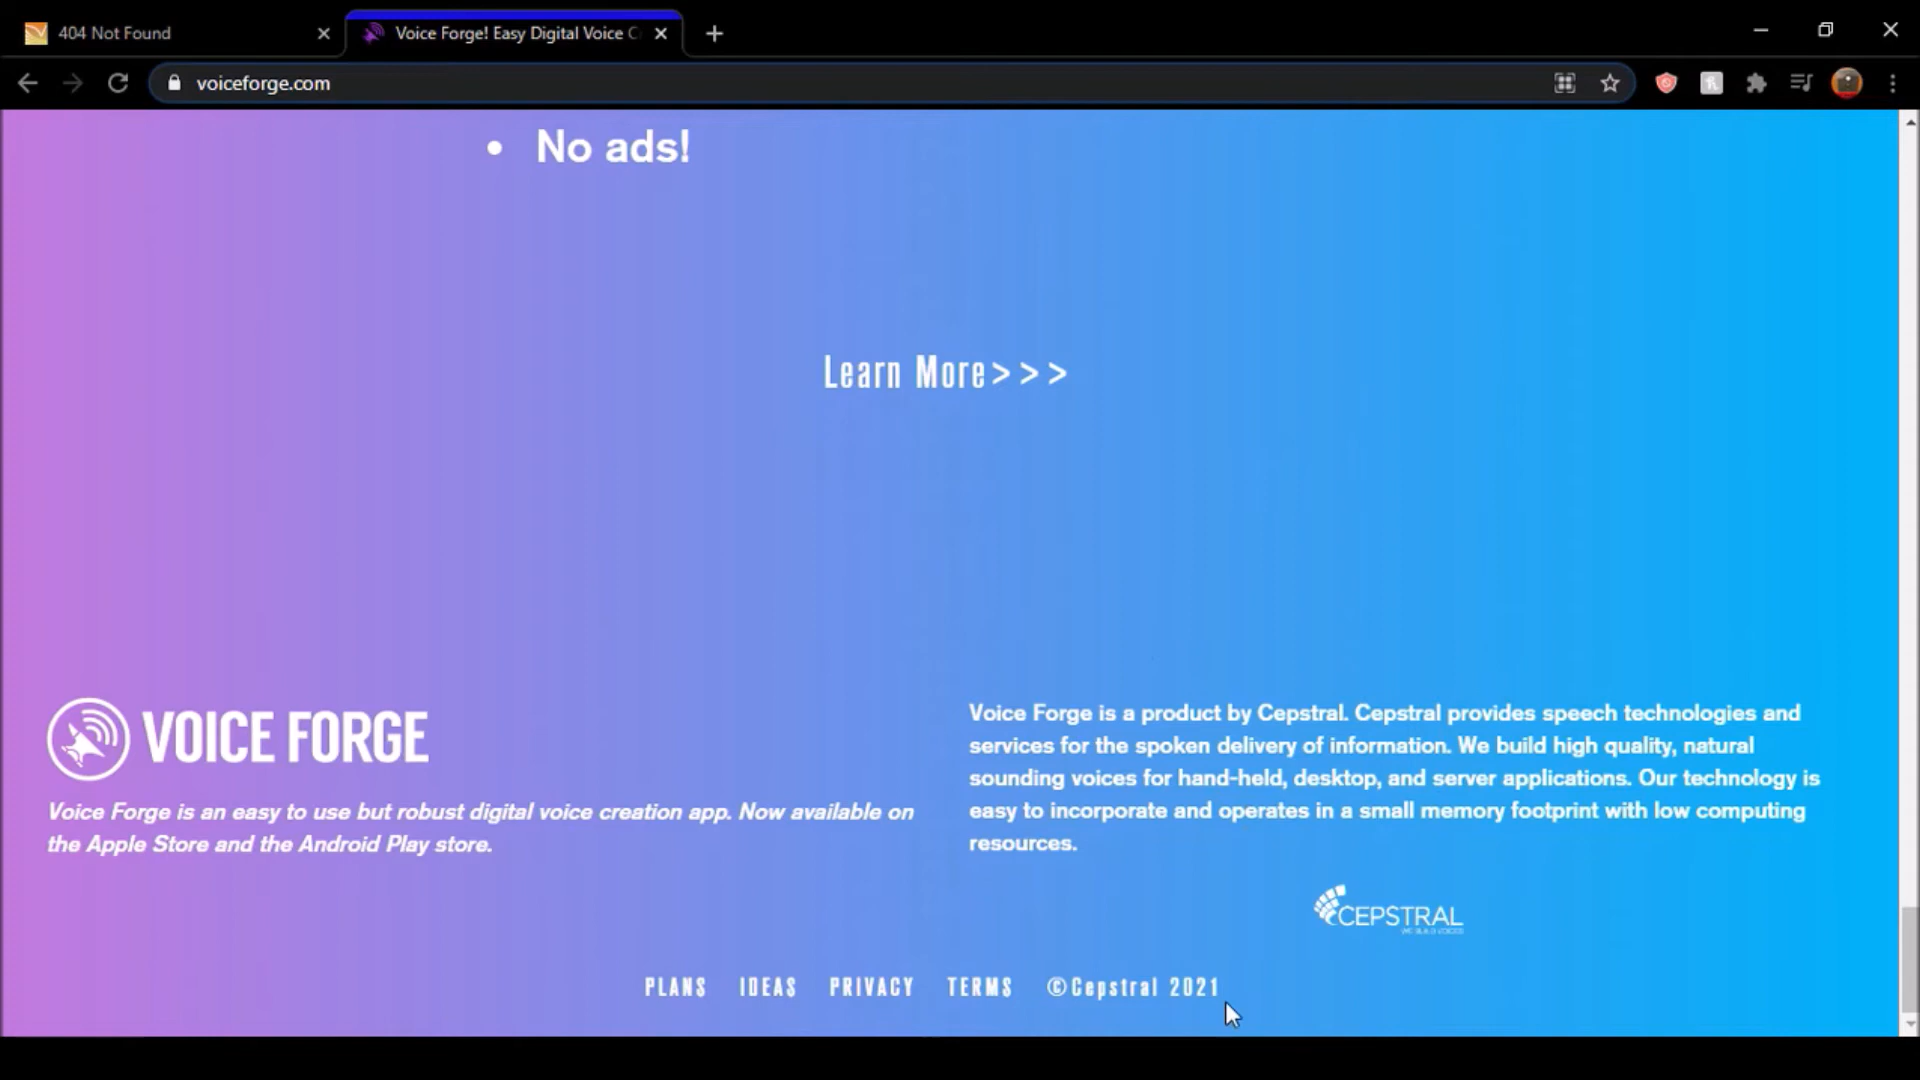 404 Not Found
Voice Forge! Easy Digital Voice C
voiceforge.com
• No ads!
Learn More>>>
VOICE FORGE
Voice Forge is an easy to use but robust digital voice creation app. Now available on
the Apple Store and the Android Play store.
Voice Forge is a product by Cepstral. Cepstral provides speech technologies and
services for the spoken delivery of information. We build high quality, natural
sounding voices for hand-held, desktop, and server applications. Our technology is
easy to incorporate and operates in a small memory footprint with low computing
resources.
CEPSTRAL
WE BUILD VOICES
PLANS IDEAS PRIVACY TERMS ©Cepstral 2021